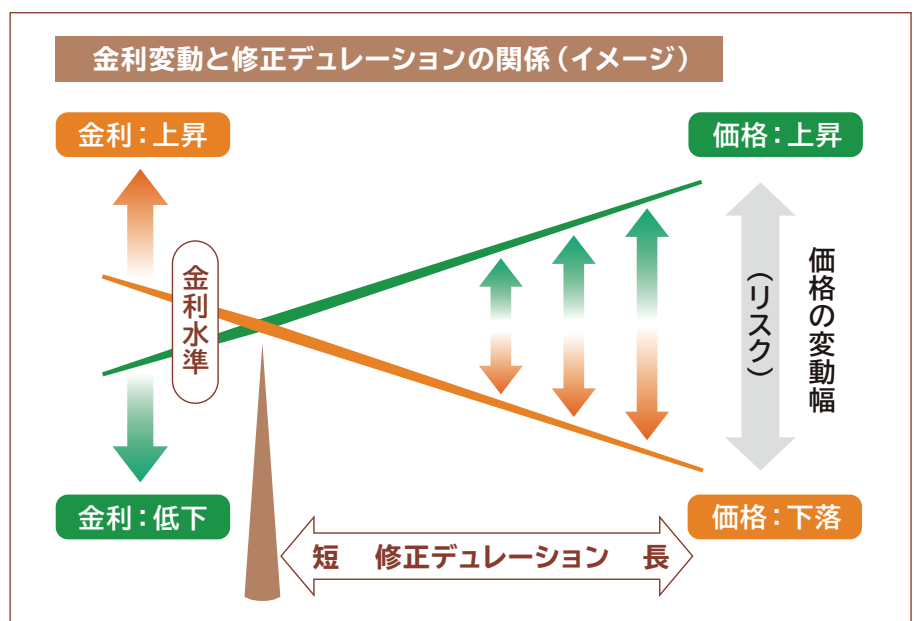 金利変動と修正デュレーションの関係（イメージ）
金利：上昇
価格：上昇
金利水準
（リスク）
価格の変動幅
金利：低下
価格：下落
短 修正デュレーション 長